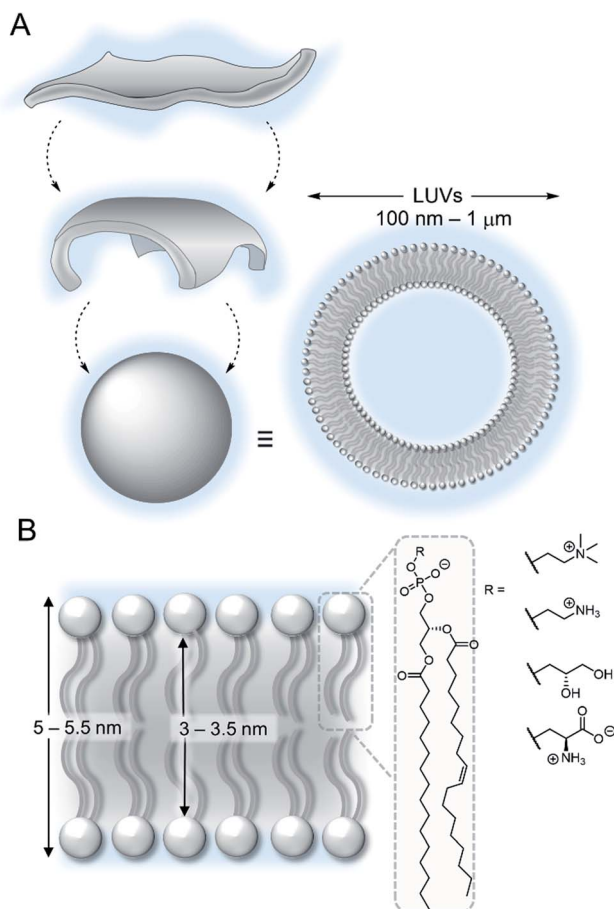 A
LUVs
100 nm – 1 μm
≡
B
5 – 5.5 nm
3 – 3.5 nm
R
O
O
P
O
⊖
O
O
O
O
O
R =
⊕
N
⊕
NH3
OH
OH
O
O
⊖
⊕
NH3